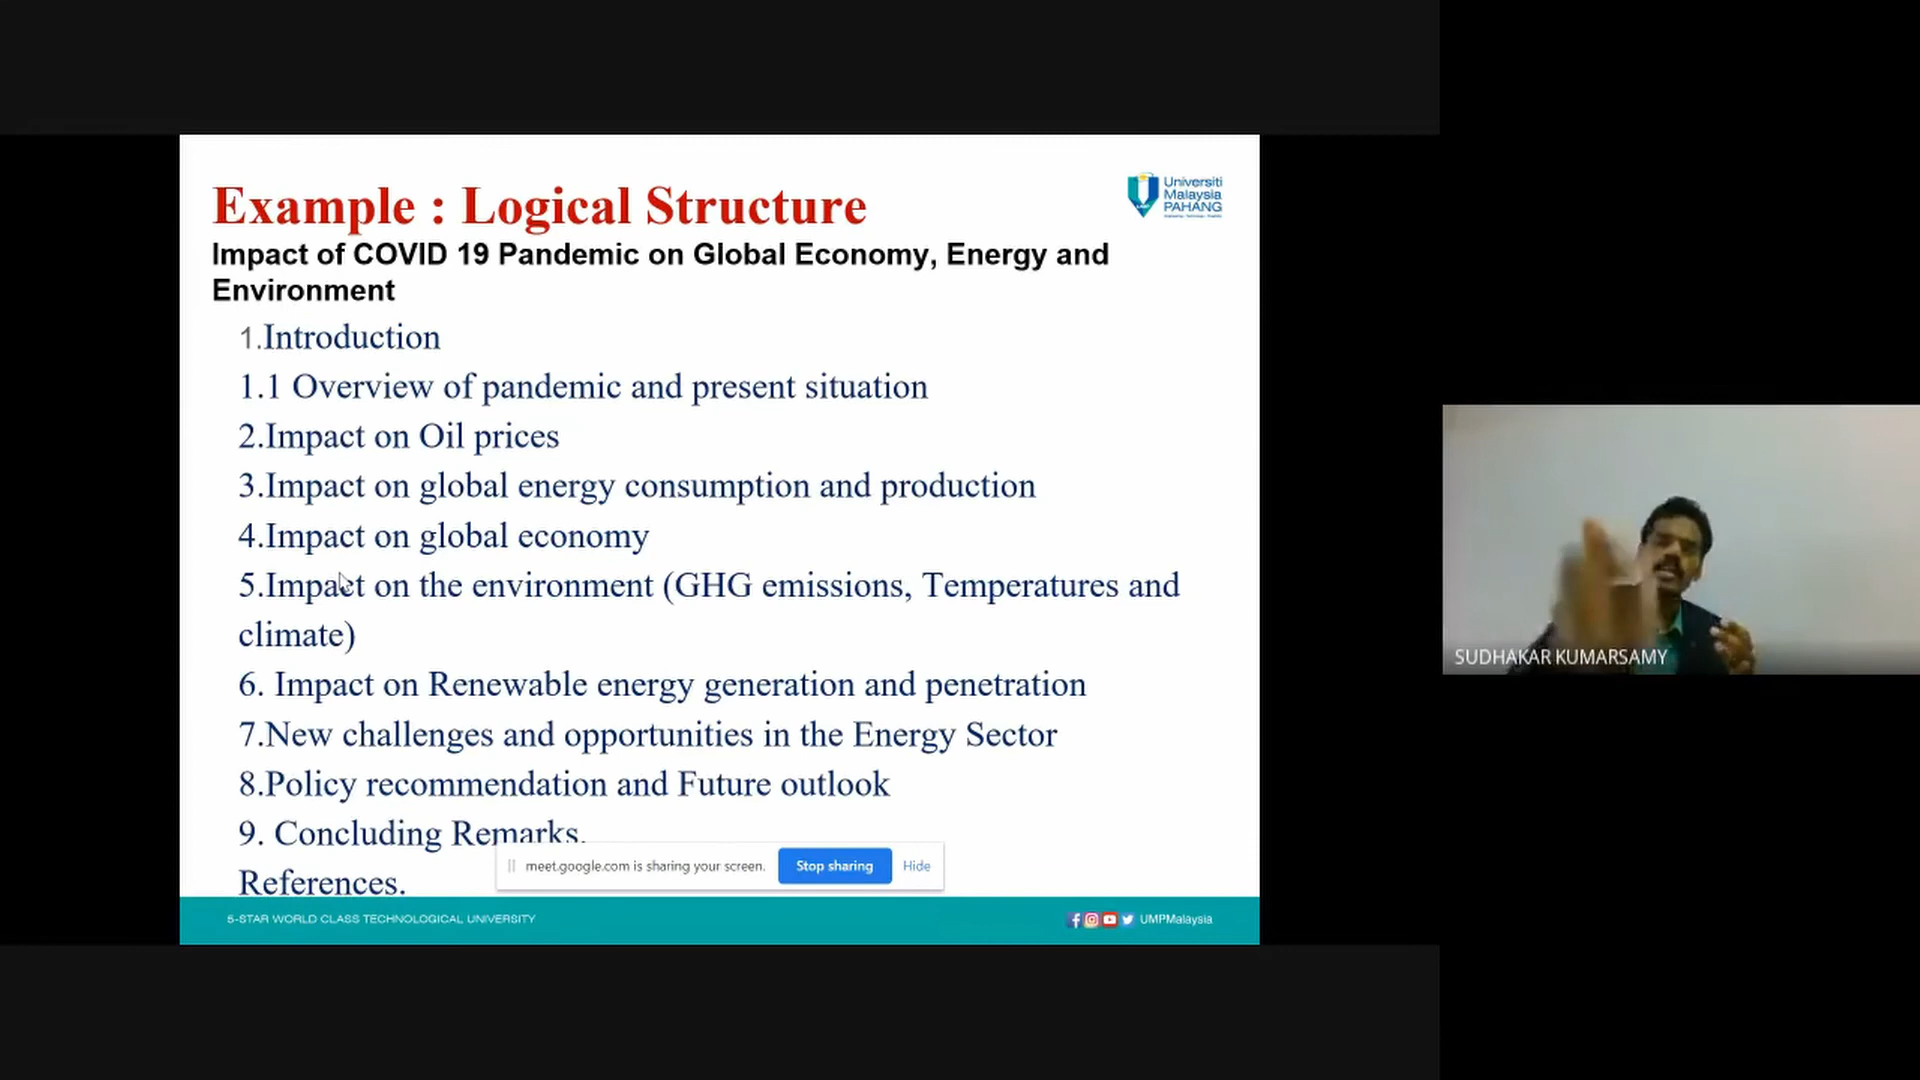 Example : Logical Structure
Universiti
Malaysia
PAHANG
Impact of COVID 19 Pandemic on Global Economy, Energy and
Environment
1.Introduction
1.1 Overview of pandemic and present situation
2.Impact on Oil prices
3.Impact on global energy consumption and production
4.Impact on global economy
5.Impact on the environment (GHG emissions, Temperatures and
climate)
6. Impact on Renewable energy generation and penetration
7.New challenges and opportunities in the Energy Sector
8.Policy recommendation and Future outlook
9. Concluding Remarks.
References.
meet.google.com is sharing your screen. Stop sharing Hide
5-STAR WORLD CLASS TECHNOLOGICAL UNIVERSITY
UMPMalaysia
SUDHAKAR KUMARSAMY